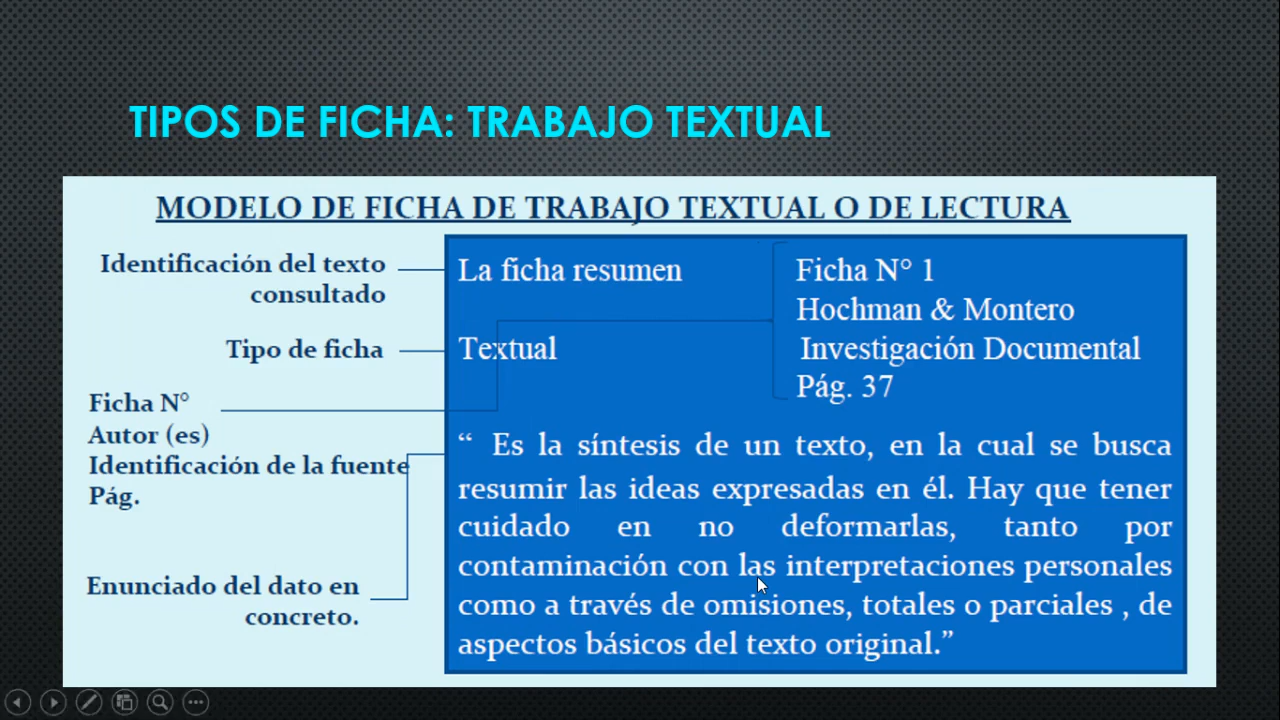 TIPOS DE FICHA: TRABAJO TEXTUAL
MODELO DE FICHA DE TRABAJO TEXTUAL O DE LECTURA
Identificación del texto
consultado
Tipo de ficha
Ficha N°
Autor (es)
Identificación de la fuente
Pág.
Enunciado del dato en
concreto.
La ficha resumen
Textual
Ficha N° 1
Hochman & Montero
Investigación Documental
Pág. 37
“ Es la síntesis de un texto, en la cual se busca
resumir las ideas expresadas en él. Hay que tener
cuidado en no deformarlas, tanto por
contaminación con las interpretaciones personales
como a través de omisiones, totales o parciales , de
aspectos básicos del texto original.”